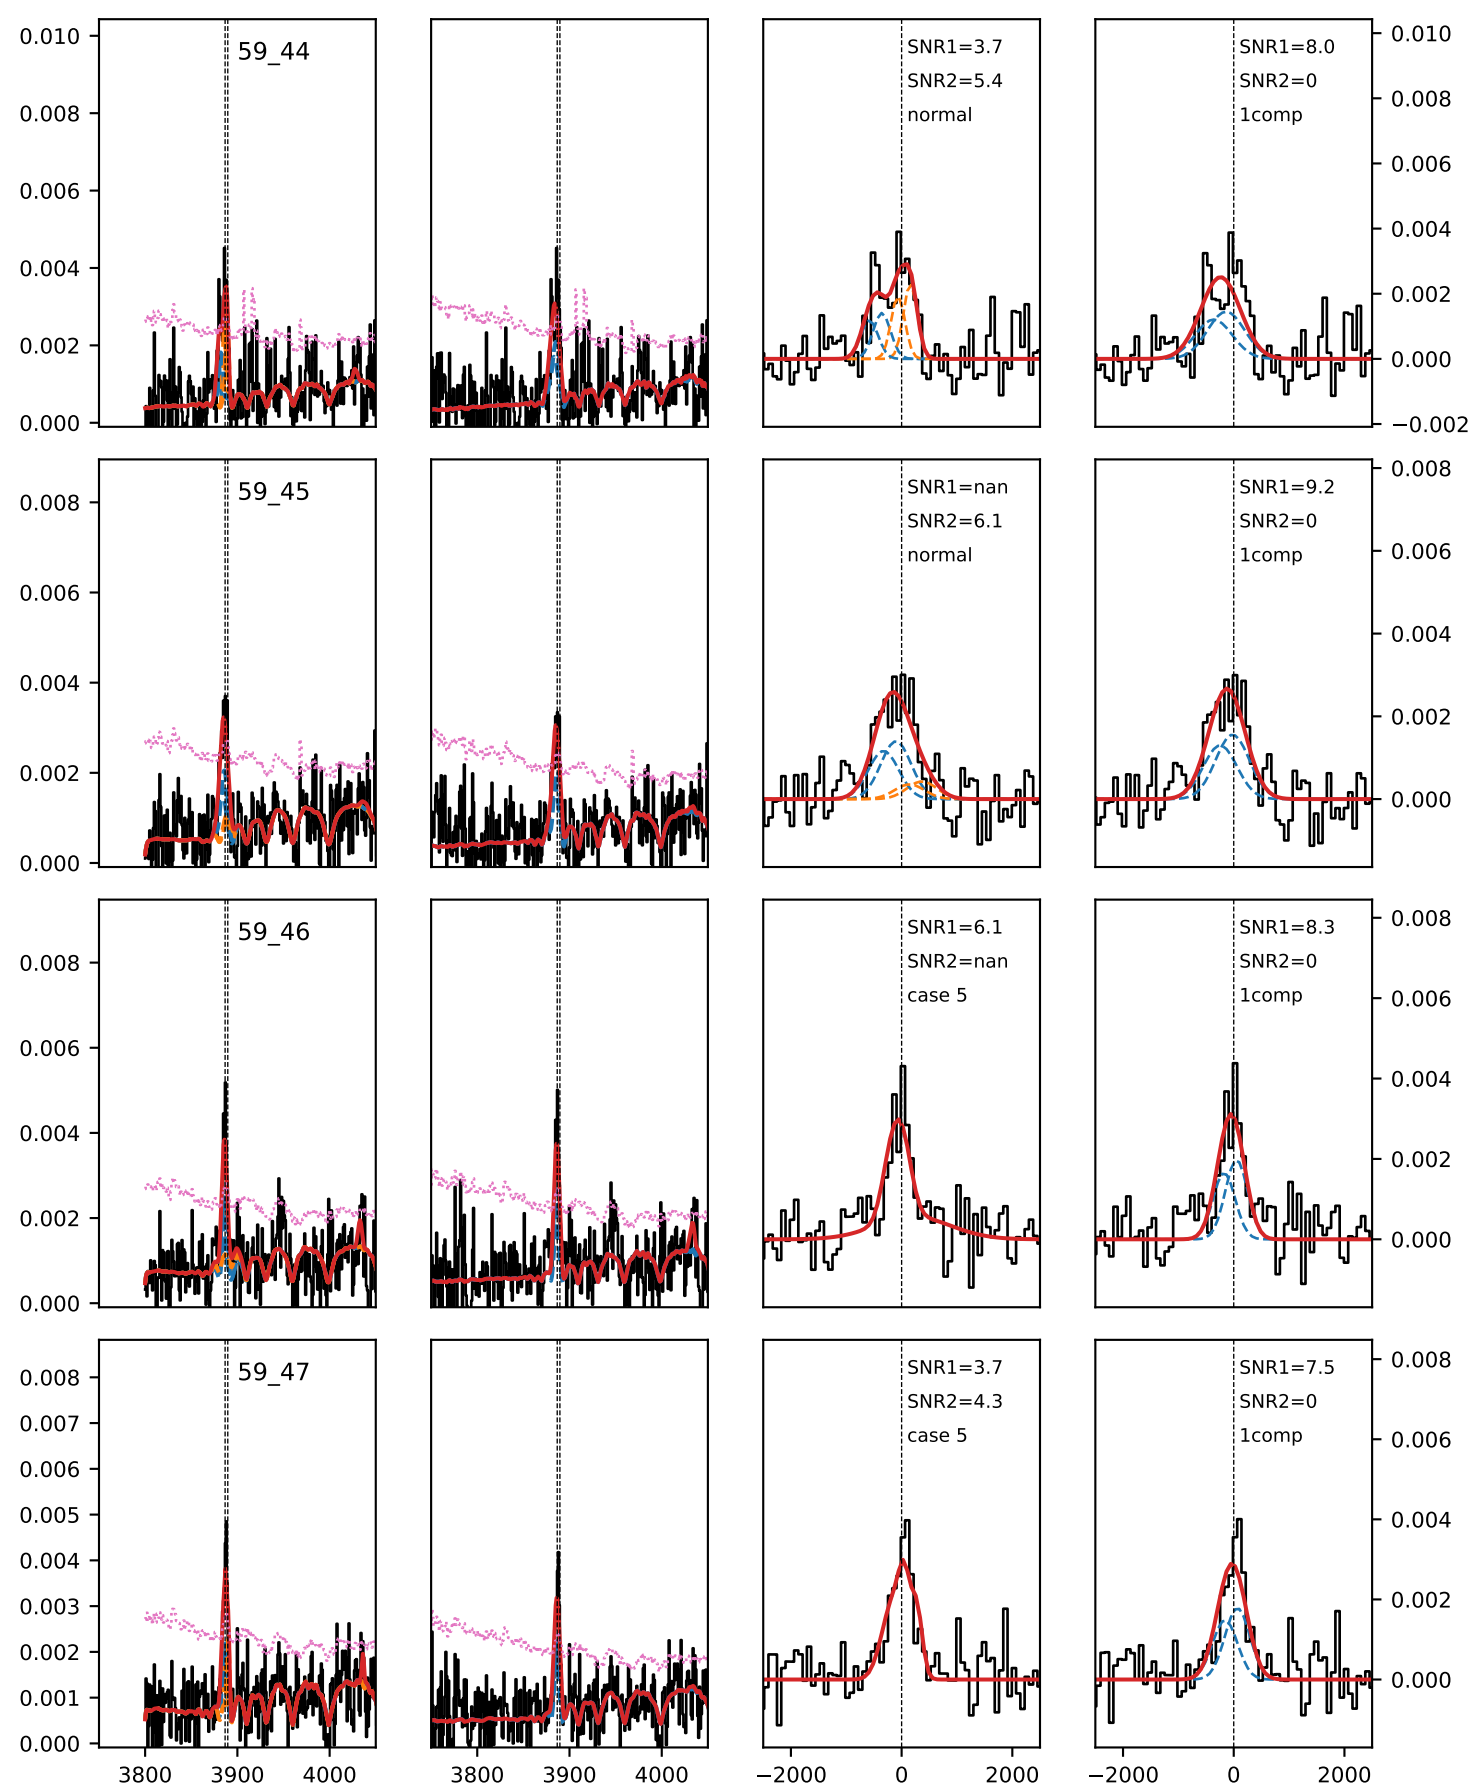 0.010
0.008
0.006
0.004
0.002
0.000
59_44
SNR1=3.7
SNR2=5.4
normal
SNR1=8.0
SNR2=0
1comp
0.010
0.008
0.006
0.004
0.002
0.000
−0.002
0.008
0.006
0.004
0.002
0.000
59_45
SNR1=nan
SNR2=6.1
normal
SNR1=9.2
SNR2=0
1comp
0.008
0.006
0.004
0.002
0.000
0.008
0.006
0.004
0.002
0.000
59_46
SNR1=6.1
SNR2=nan
case 5
SNR1=8.3
SNR2=0
1comp
0.008
0.006
0.004
0.002
0.000
0.008
0.007
0.006
0.005
0.004
0.003
0.002
0.001
0.000
59_47
SNR1=3.7
SNR2=4.3
case 5
SNR1=7.5
SNR2=0
1comp
0.008
0.006
0.004
0.002
0.000
3800 3900 4000
3800 3900 4000
−2000 0 2000
−2000 0 2000